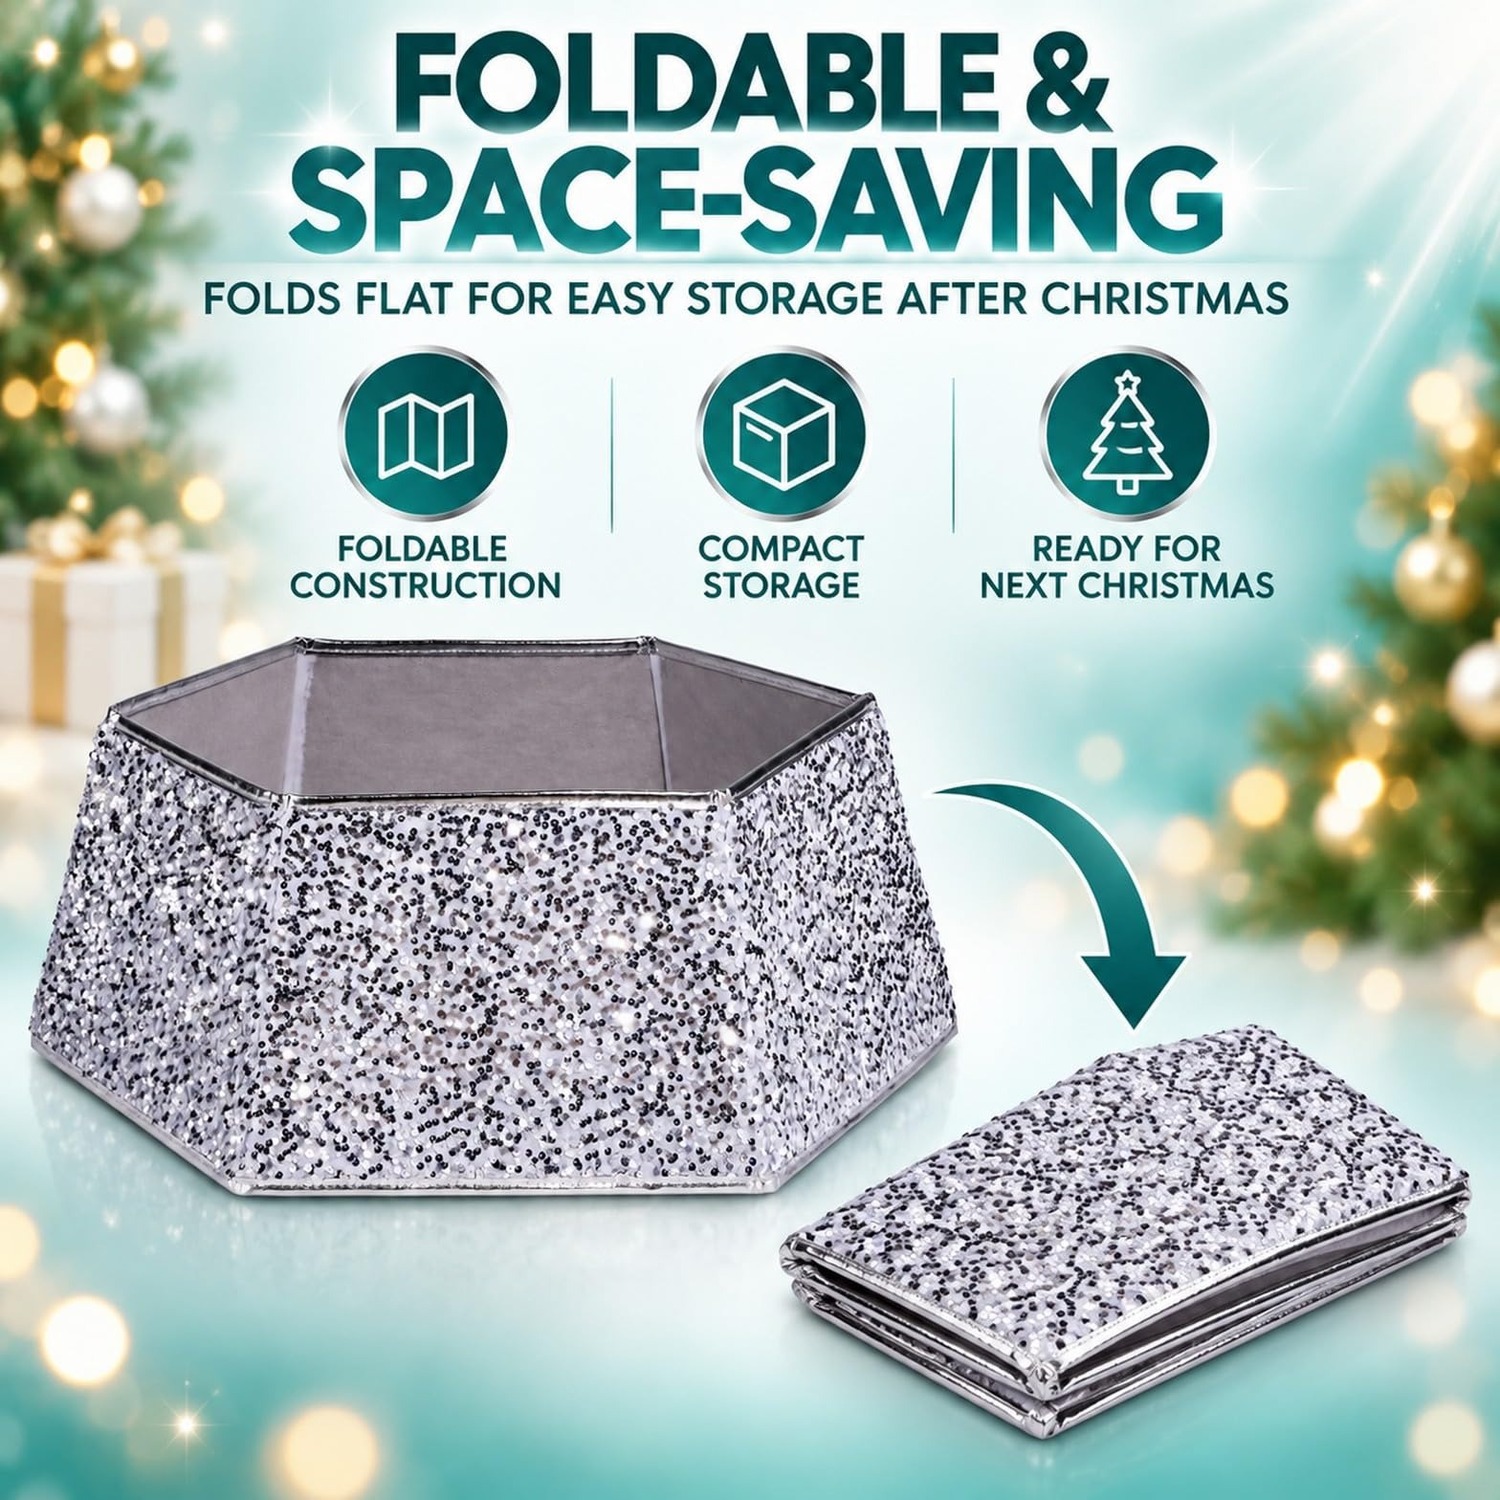 FOLDABLE &
SPACE-SAVING
FOLDS FLAT FOR EASY STORAGE AFTER CHRISTMAS
FOLDABLE
CONSTRUCTION
COMPACT
STORAGE
READY FOR
NEXT CHRISTMAS